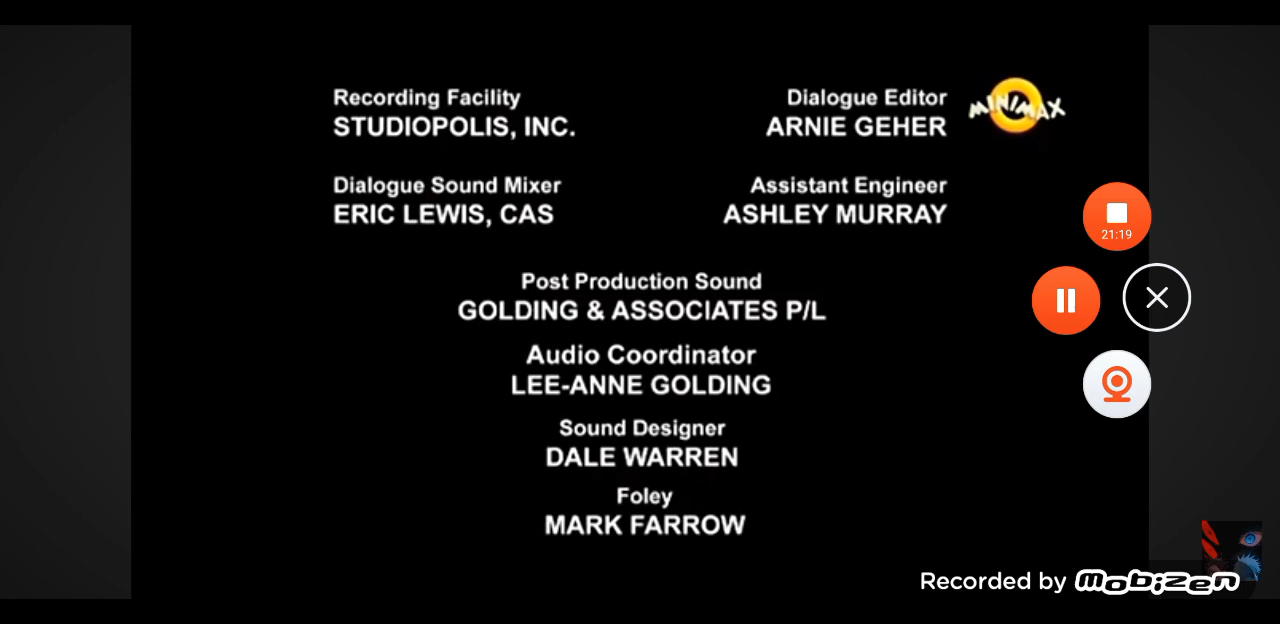 Recording Facility
STUDIOPOLIS, INC.
Dialogue Editor
ARNIE GEHER
MINIMAX
Dialogue Sound Mixer
ERIC LEWIS, CAS
Assistant Engineer
ASHLEY MURRAY
21:19
Post Production Sound
GOLDING & ASSOCIATES P/L
Audio Coordinator
LEE-ANNE GOLDING
Sound Designer
DALE WARREN
Foley
MARK FARROW
Recorded by Mobizen